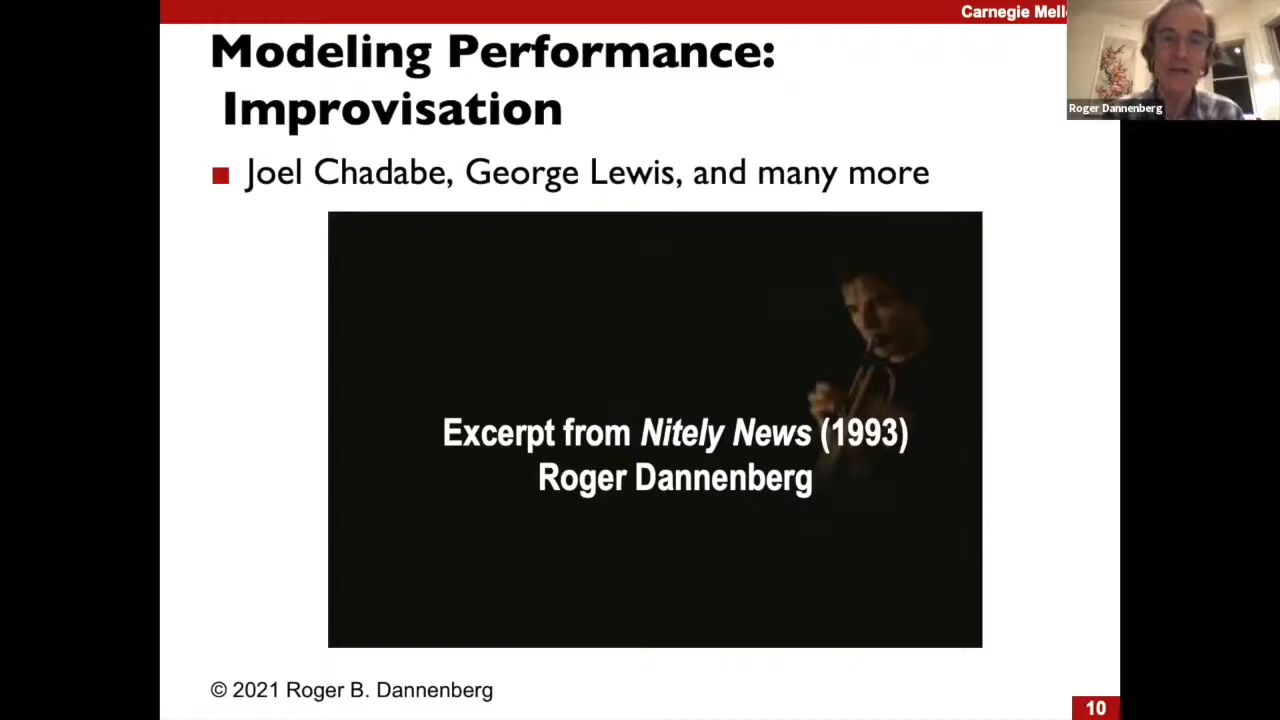 Carnegie Mell
Modeling Performance:
Improvisation
Roger Dannenberg
Joel Chadabe, George Lewis, and many more
Excerpt from Nitely News (1993)
Roger Dannenberg
© 2021 Roger B. Dannenberg
10